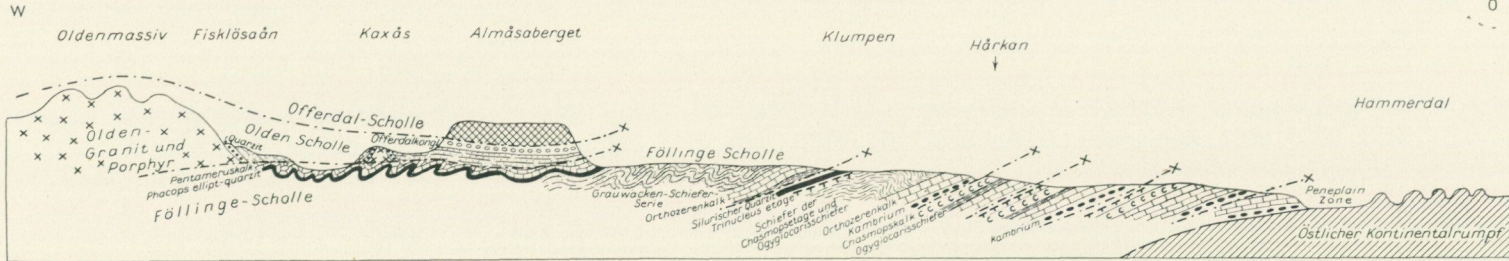 W
O
Oldenmassiv
Fisklösaån
Kaxås
Almåsaberget
Klumpen
Hårkan
Hammerdal
Offerdal-Scholle
Olden Scholle
Olden-
Granit und
Porphyr
Quarzit
Offerdalkongl.
Pentameruskalk
Phacops ellipt-quarzit
Föllinge-Scholle
Föllinge Scholle
Grauwacken-Schiefer-
Serie
Orthozerenkalk
Silurischer Quarzit
Trinucleus etage
Schiefer der
Chasmopsetage und
Ogygiocarisschiefer
Orthozerenkalk
Kambrium
Chasmopskalk
Ogygiocarisschiefer
Kambrium
Peneplain
Zone
Östlicher Kontinentalrumpf